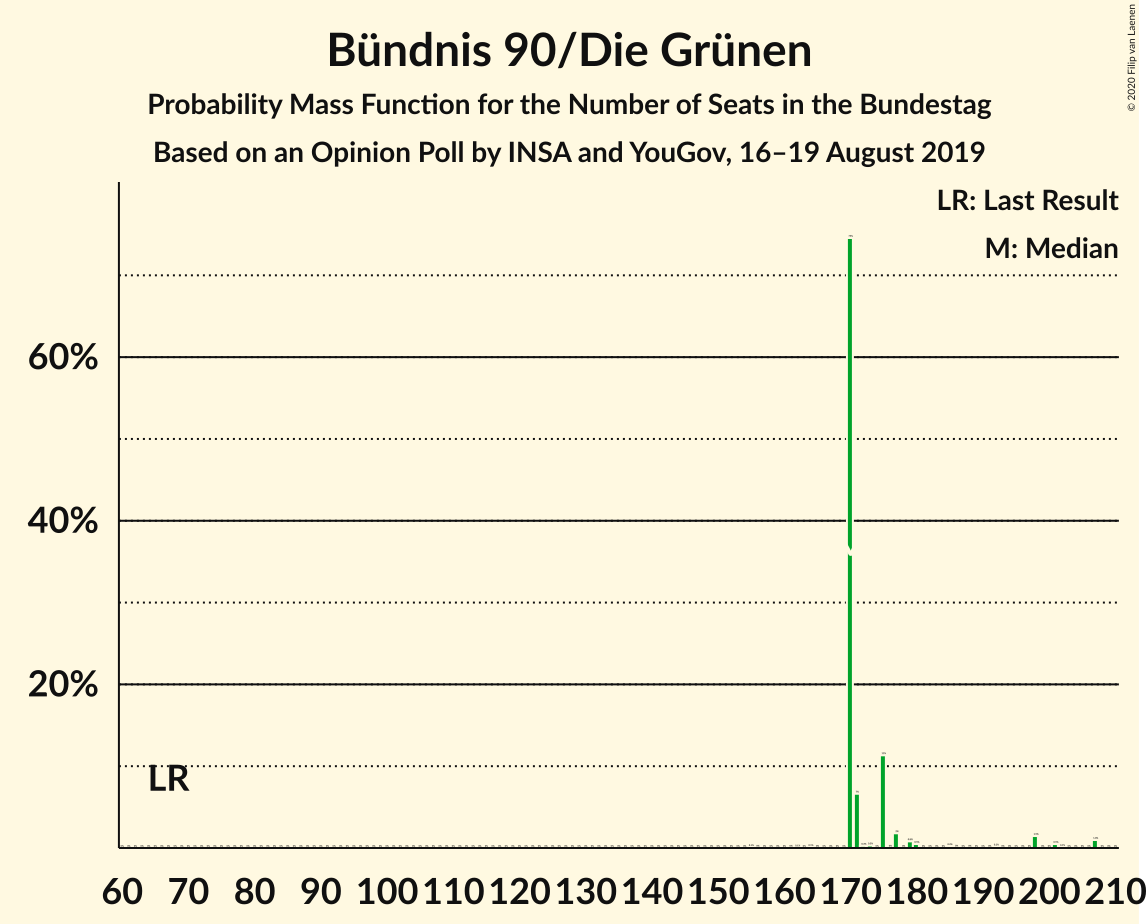 Bündnis 90/Die Grünen
Probability Mass Function for the Number of Seats in the Bundestag
Based on an Opinion Poll by INSA and YouGov, 16–19 August 2019
© 2020 Filip van Laenen
LR: Last Result
M: Median
60%
40%
20%
LR
60 70 80 90 100 110 120 130 140 150 160 170 180 190 200 210